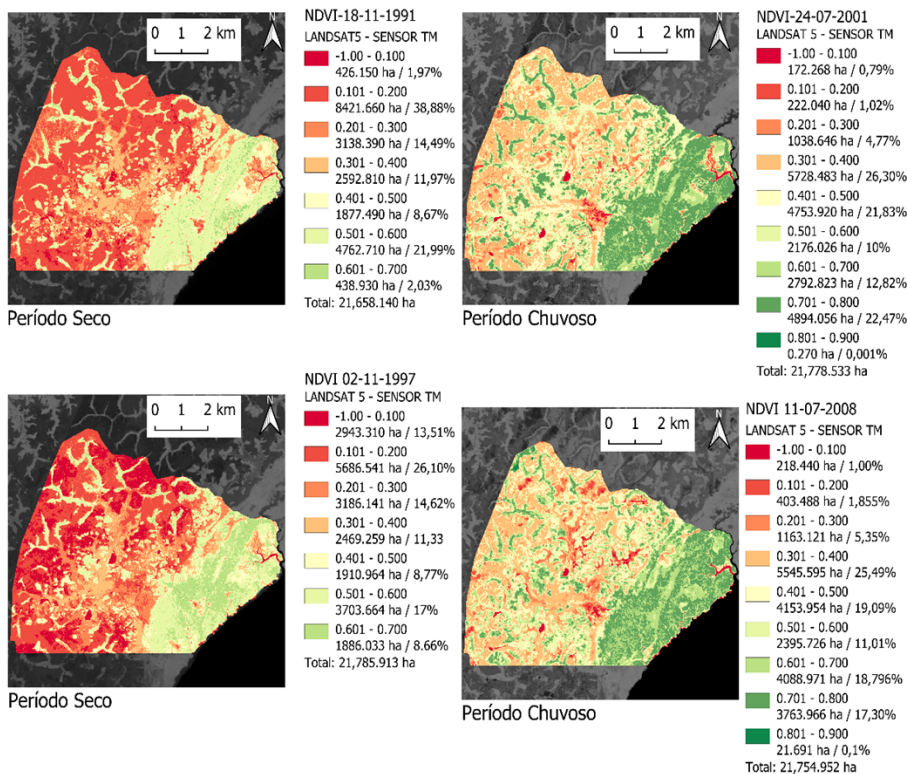 NDVI-18-11-1991
LANDSAT5 - SENSOR TM
-1.00 - 0.100
426.150 ha / 1,97%
0.101 - 0.200
8421.660 ha / 38,88%
0.201 - 0.300
3138.390 ha / 14,49%
0.301 - 0.400
2592.810 ha / 11,97%
0.401 - 0.500
1877.490 ha / 8,67%
0.501 - 0.600
4762.710 ha / 21,99%
0.601 - 0.700
438.930 ha / 2,03%
Total: 21,658.140 ha
0 1 2 km
N
Período Seco
NDVI-24-07-2001
LANDSAT 5 - SENSOR TM
-1.00 - 0.100
172.268 ha / 0,79%
0.101 - 0.200
222.040 ha / 1,02%
0.201 - 0.300
1038.646 ha / 4,77%
0.301 - 0.400
5728.483 ha / 26,30%
0.401 - 0.500
4753.920 ha / 21,83%
0.501 - 0.600
2176.026 ha / 10%
0.601 - 0.700
2792.823 ha / 12,82%
0.701 - 0.800
4894.056 ha / 22,47%
0.801 - 0.900
0.270 ha / 0,001%
Total: 21,778.533 ha
0 1 2 km
N
Período Chuvoso
NDVI 02-11-1997
LANDSAT 5 - SENSOR TM
-1.00 - 0.100
2943.310 ha / 13,51%
0.101 - 0.200
5686.541 ha / 26,10%
0.201 - 0.300
3186.141 ha / 14,62%
0.301 - 0.400
2469.259 ha / 11,33
0.401 - 0.500
1910.964 ha / 8,77%
0.501 - 0.600
3703.664 ha / 17%
0.601 - 0.700
1886.033 ha / 8.66%
Total: 21,785.913 ha
0 1 2 km
N
Período Seco
NDVI 11-07-2008
LANDSAT 5 - SENSOR TM
-1.00 - 0.100
218.440 ha / 1,00%
0.101 - 0.200
403.488 ha / 1,855%
0.201 - 0.300
1163.121 ha / 5,35%
0.301 - 0.400
5545.595 ha / 25,49%
0.401 - 0.500
4153.954 ha / 19,09%
0.501 - 0.600
2395.726 ha / 11,01%
0.601 - 0.700
4088.971 ha / 18,796%
0.701 - 0.800
3763.966 ha / 17,30%
0.801 - 0.900
21.691 ha / 0,1%
Total: 21,754.952 ha
0 1 2 km
N
Período Chuvoso